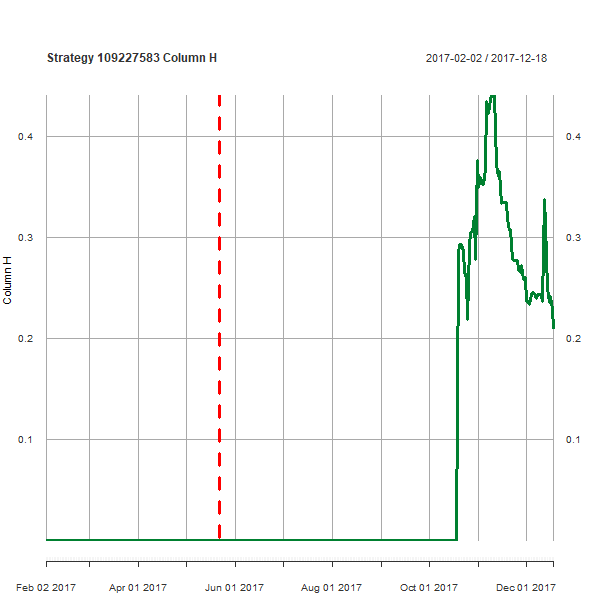 Strategy 109227583 Column H 2017-02-02 / 2017-12-18
0.4 0.4
0.3 0.3
Column H
0.2 0.2
0.1 0.1
Feb 02 2017 Apr 01 2017 Jun 01 2017 Aug 01 2017 Oct 01 2017 Dec 01 2017